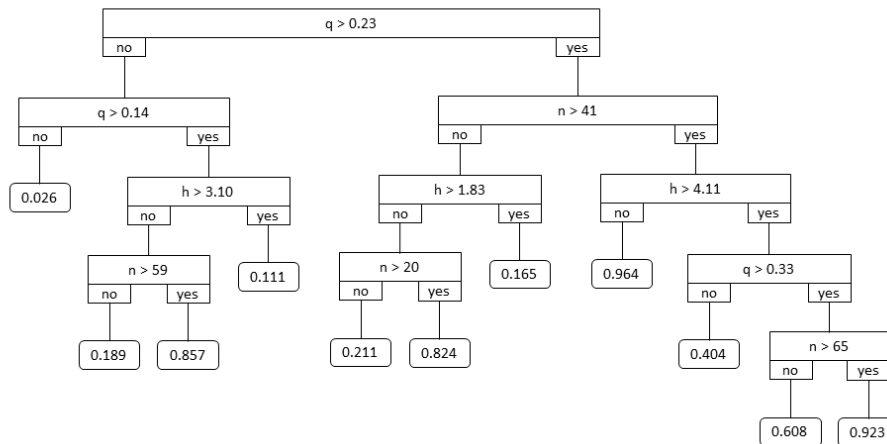 q > 0.23
no yes
q > 0.14 n > 41
no yes no yes
0.026 h > 3.10 h > 1.83 h > 4.11
no yes no yes no yes
n > 59 0.111 n > 20 0.165 0.964 q > 0.33
no yes no yes no yes
0.189 0.857 0.211 0.824 0.404 n > 65
no yes
0.608 0.923